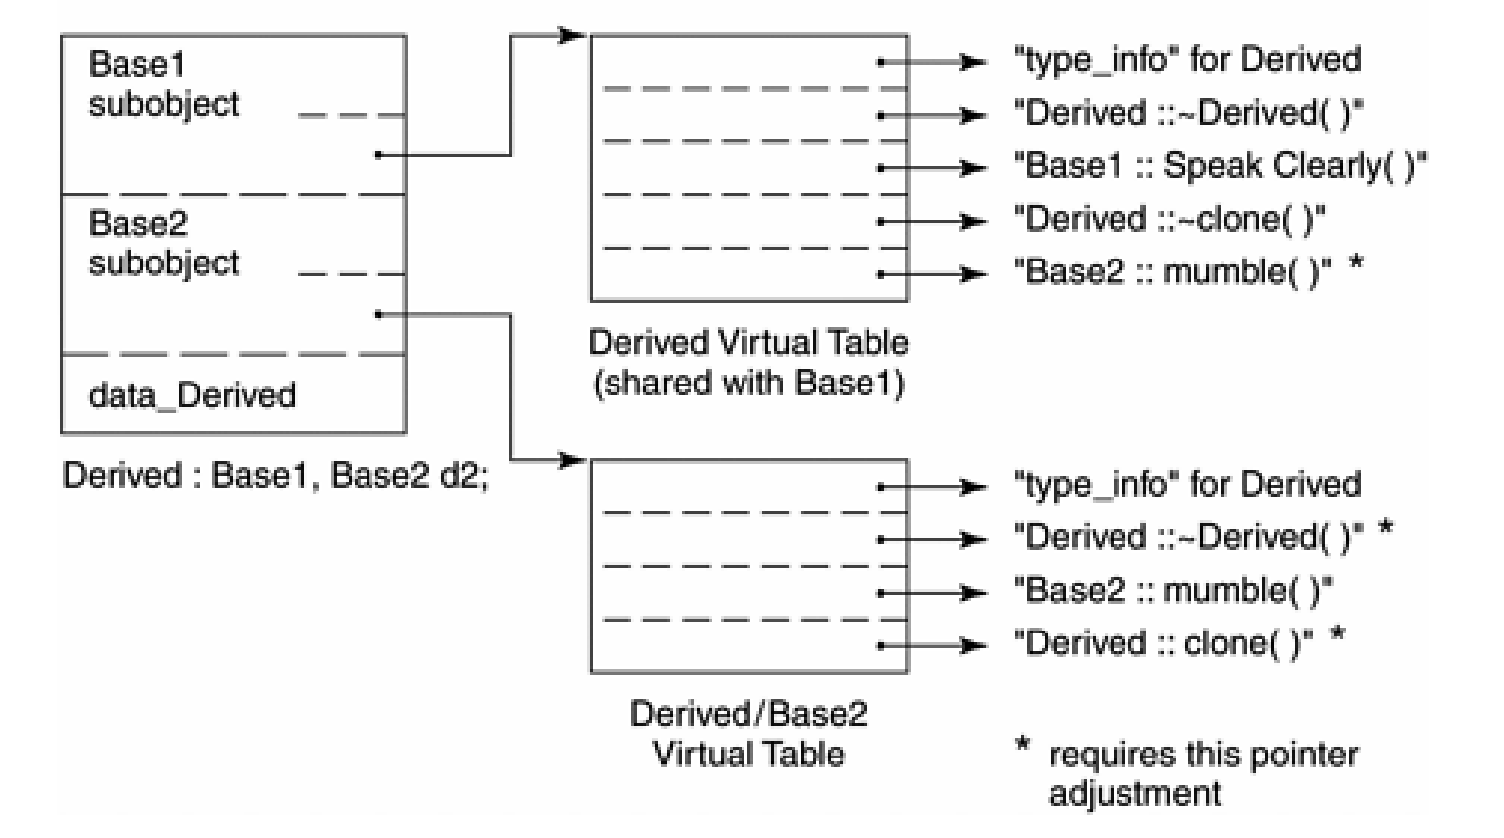 Base1
subobject
Base2
subobject
data_Derived
Derived : Base1, Base2 d2;
"type_info" for Derived
"Derived ::~Derived( )"
"Base1 :: Speak Clearly( )"
"Derived ::~clone( )"
"Base2 :: mumble( )" *
Derived Virtual Table
(shared with Base1)
"type_info" for Derived
"Derived ::~Derived( )" *
"Base2 :: mumble( )"
"Derived :: clone( )" *
Derived/Base2
Virtual Table
* requires this pointer
adjustment